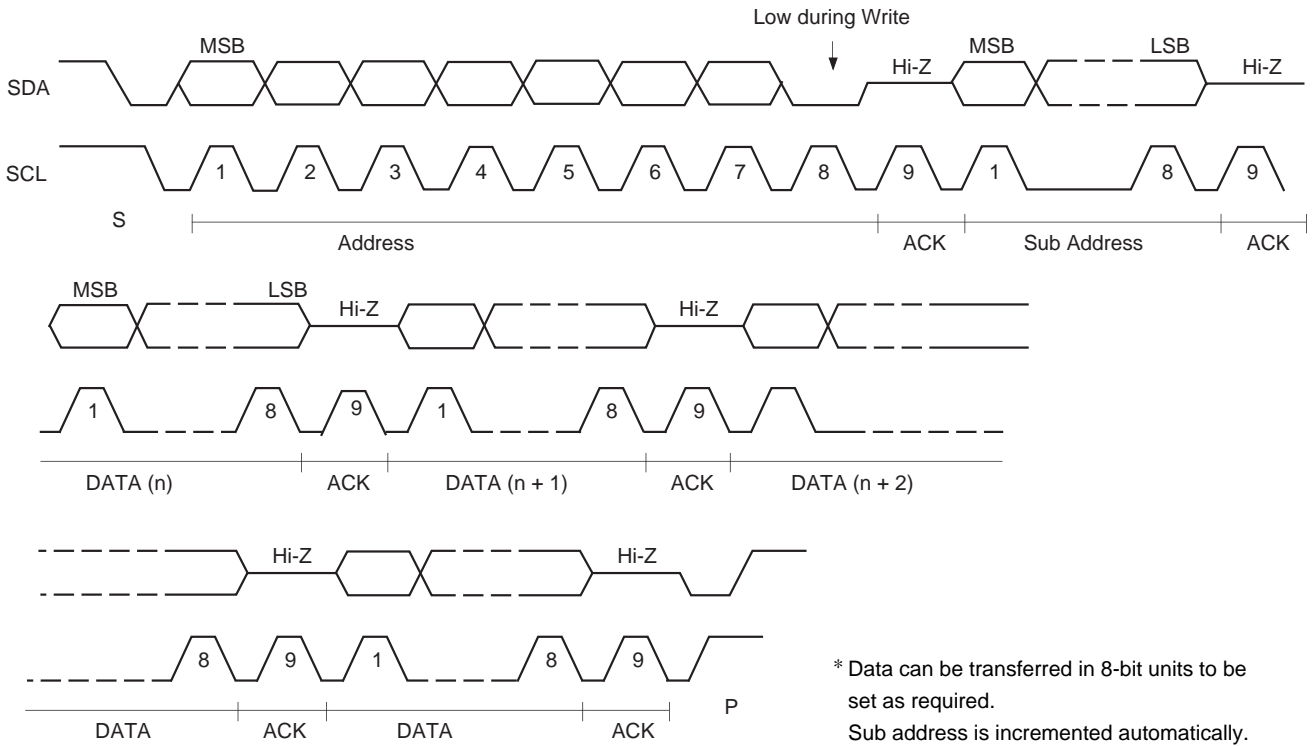 Low during Write
MSB MSB LSB
SDA Hi-Z Hi-Z
SCL 1 2 3 4 5 6 7 8 9 1 8 9
S
Address ACK Sub Address ACK
MSB LSB Hi-Z Hi-Z
1 8 9 1 8 9
DATA (n) ACK DATA (n + 1) ACK DATA (n + 2)
Hi-Z Hi-Z
8 9 1 8 9
P
DATA ACK DATA ACK
* Data can be transferred in 8-bit units to be
set as required.
Sub address is incremented automatically.